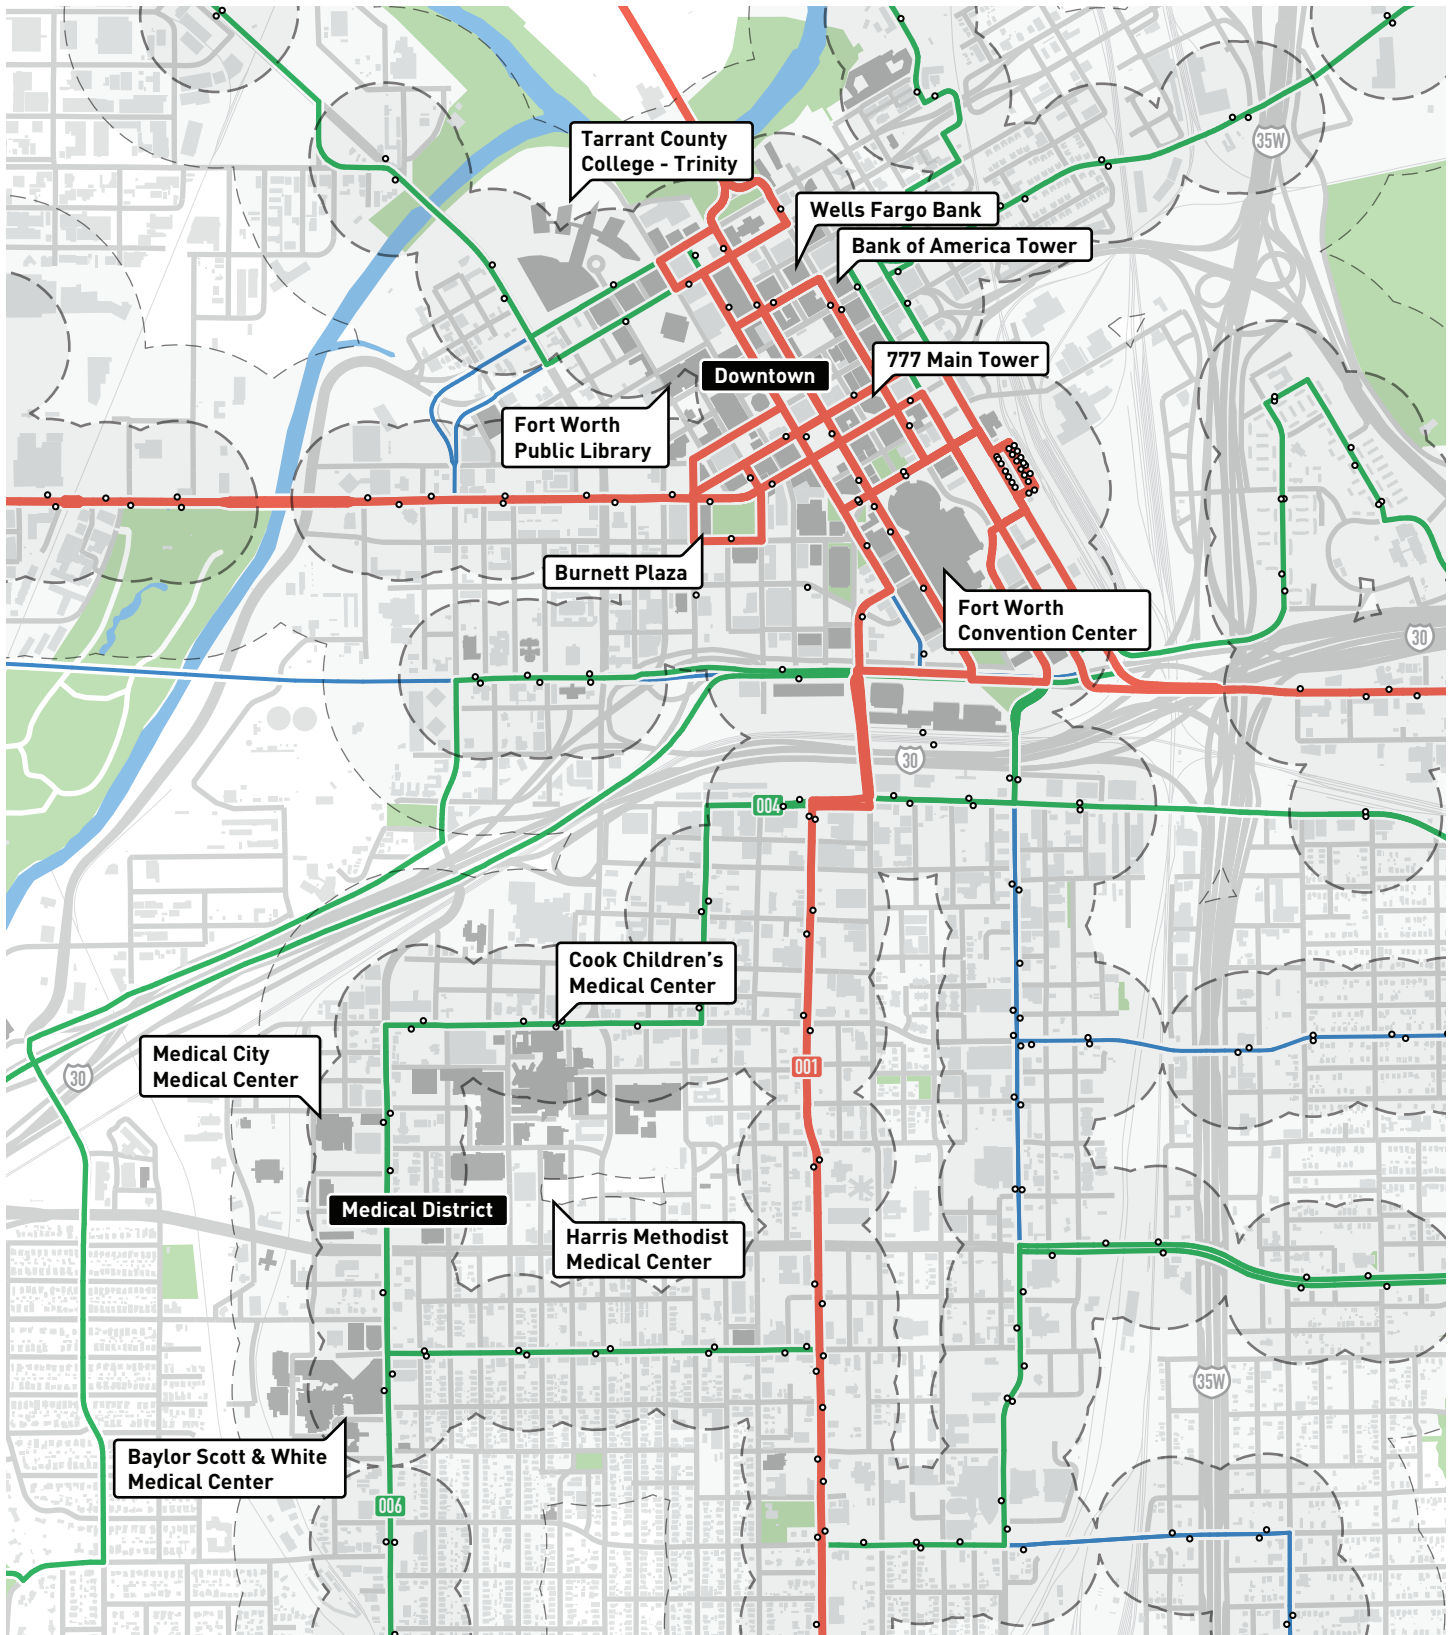 35W
Tarrant County
College - Trinity
Wells Fargo Bank
Bank of America Tower
777 Main Tower
Downtown
Fort Worth
Public Library
Burnett Plaza
Fort Worth
Convention Center
30
30
004
Cook Children's
Medical Center
Medical City
Medical Center
30
001
Medical District
Harris Methodist
Medical Center
35W
Baylor Scott & White
Medical Center
006